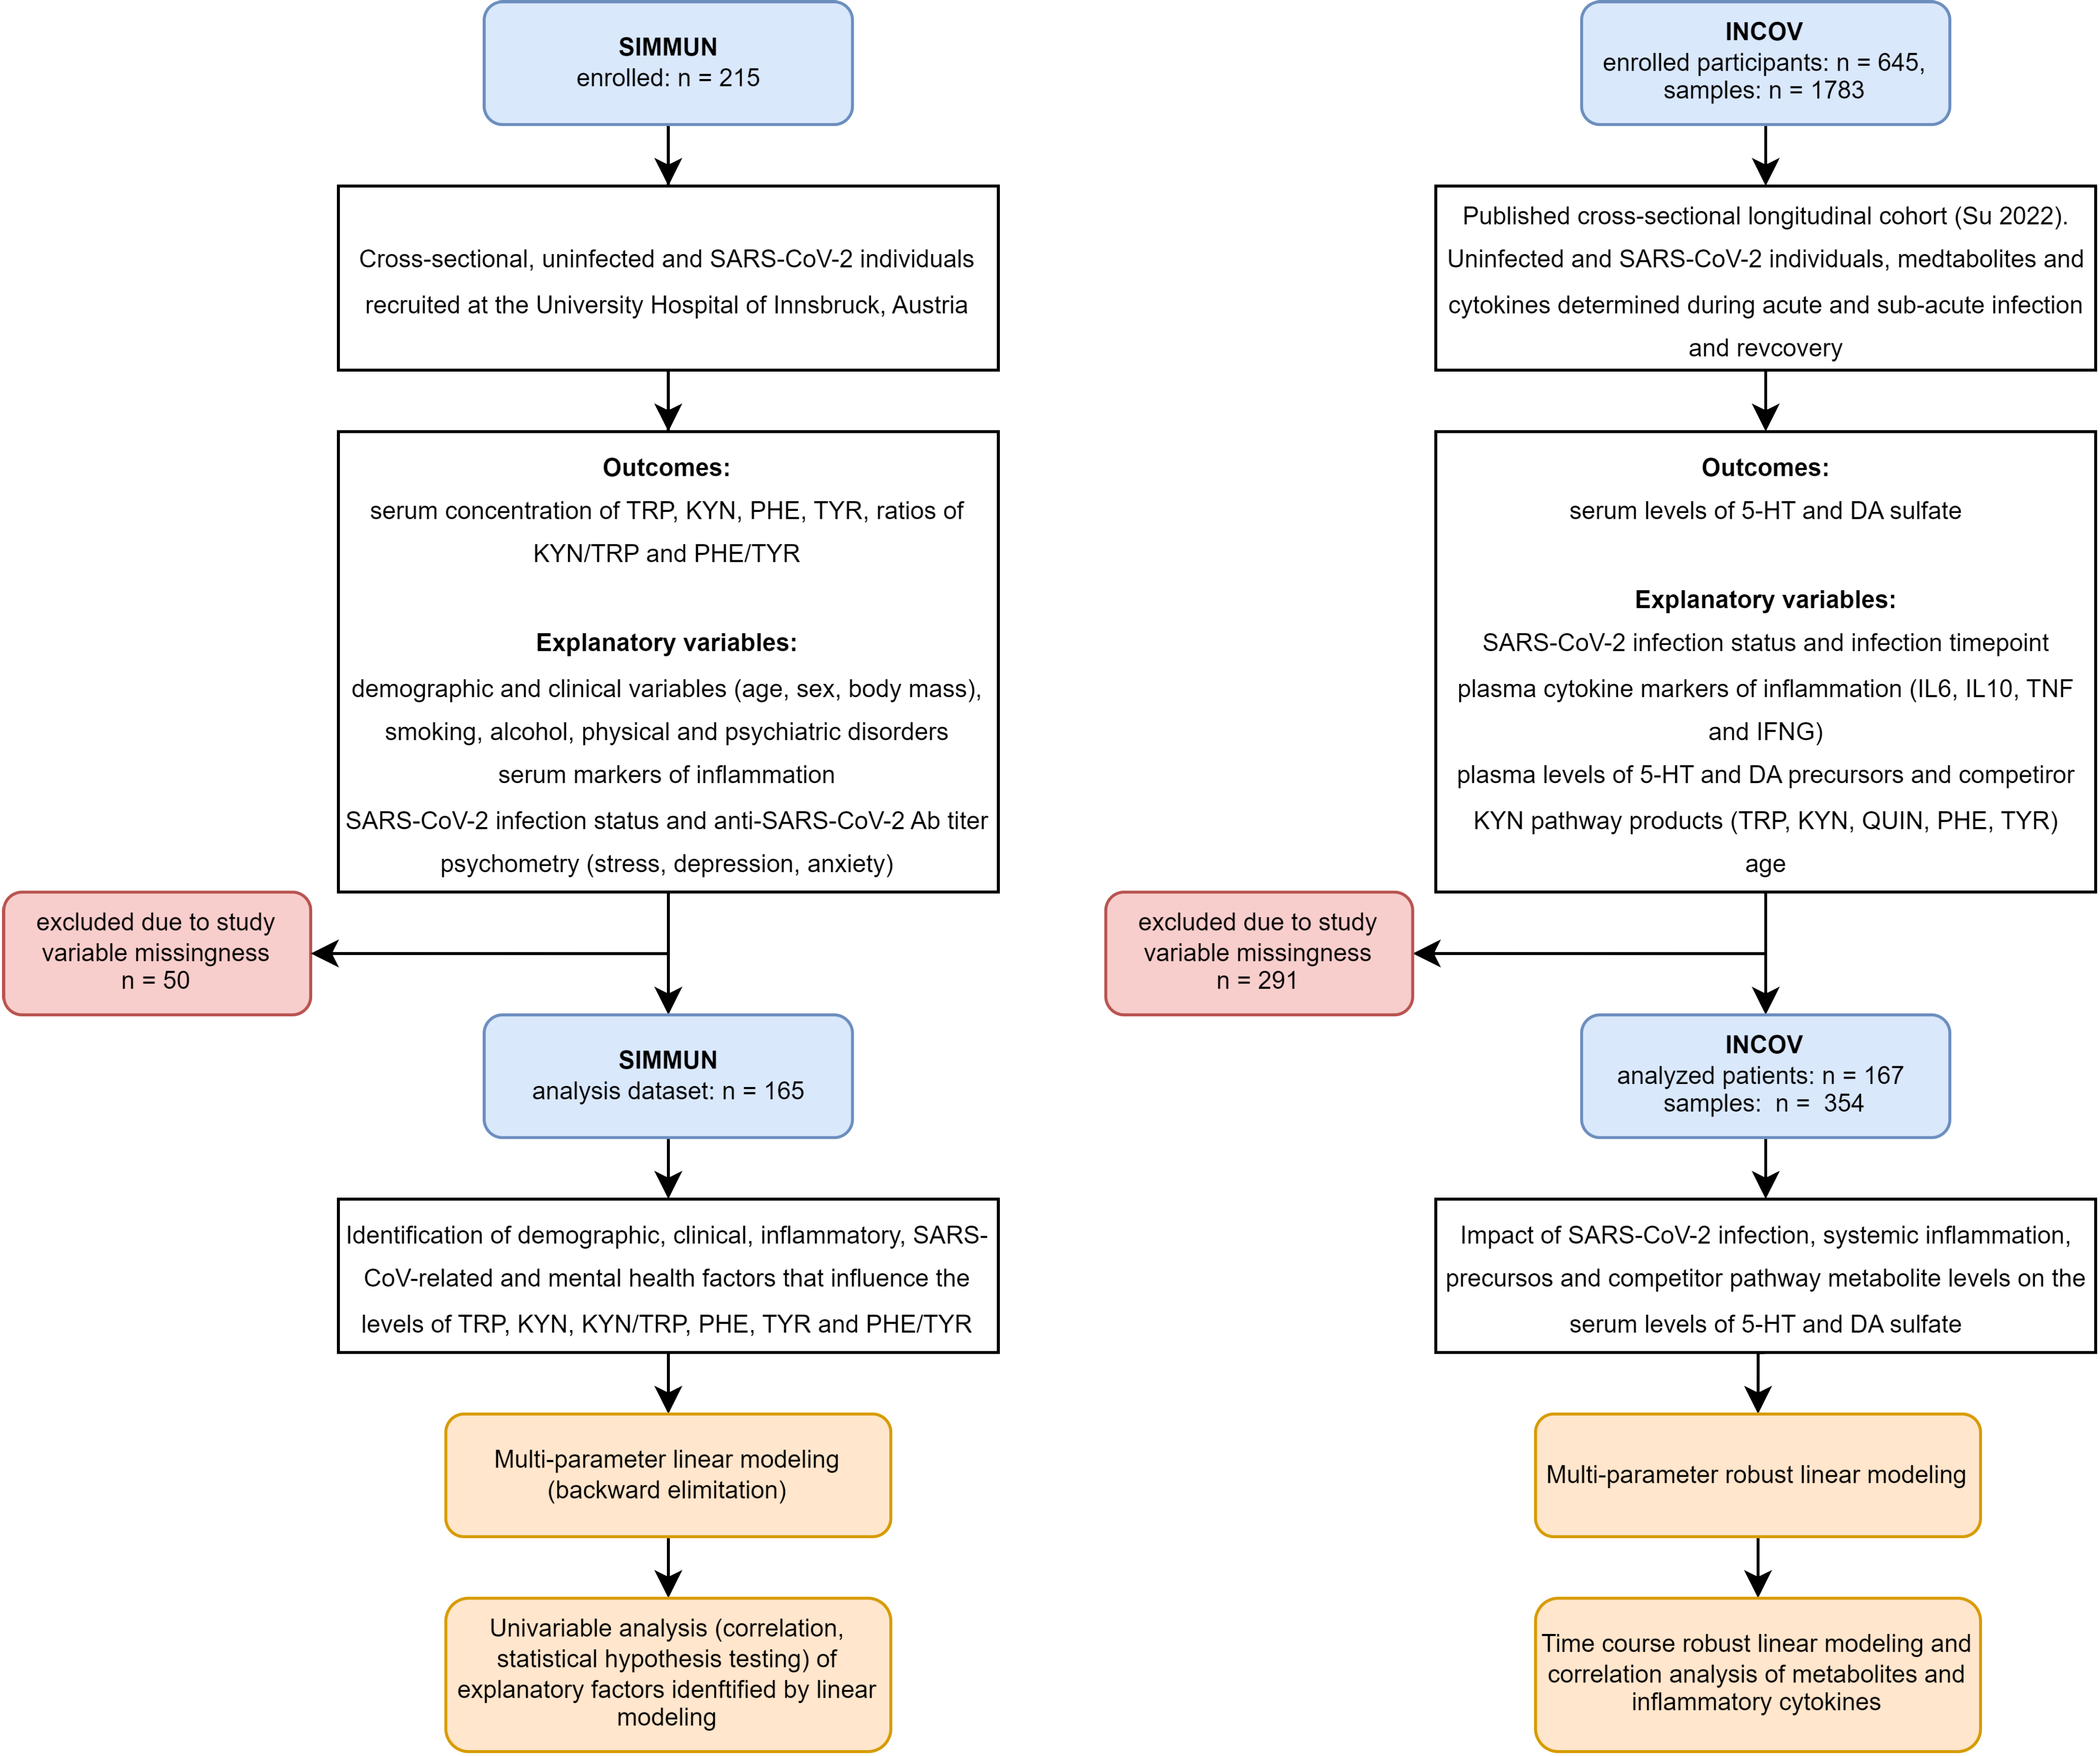 SIMMUN
enrolled: n = 215
Cross-sectional, uninfected and SARS-CoV-2 individuals
recruited at the University Hospital of Innsbruck, Austria
Outcomes:
serum concentration of TRP, KYN, PHE, TYR, ratios of
KYN/TRP and PHE/TYR
Explanatory variables:
demographic and clinical variables (age, sex, body mass),
smoking, alcohol, physical and psychiatric disorders
serum markers of inflammation
SARS-CoV-2 infection status and anti-SARS-CoV-2 Ab titer
psychometry (stress, depression, anxiety)
excluded due to study
variable missingness
n = 50
SIMMUN
analysis dataset: n = 165
Identification of demographic, clinical, inflammatory, SARS-
CoV-related and mental health factors that influence the
levels of TRP, KYN, KYN/TRP, PHE, TYR and PHE/TYR
Multi-parameter linear modeling
(backward elimitation)
Univariable analysis (correlation,
statistical hypothesis testing) of
explanatory factors idenftified by linear
modeling
INCOV
enrolled participants: n = 645,
samples: n = 1783
Published cross-sectional longitudinal cohort (Su 2022).
Uninfected and SARS-CoV-2 individuals, medtabolites and
cytokines determined during acute and sub-acute infection
and revcovery
Outcomes:
serum levels of 5-HT and DA sulfate
Explanatory variables:
SARS-CoV-2 infection status and infection timepoint
plasma cytokine markers of inflammation (IL6, IL10, TNF
and IFNG)
plasma levels of 5-HT and DA precursors and competiror
KYN pathway products (TRP, KYN, QUIN, PHE, TYR)
age
excluded due to study
variable missingness
n = 291
INCOV
analyzed patients: n = 167
samples:  n =  354
Impact of SARS-CoV-2 infection, systemic inflammation,
precursos and competitor pathway metabolite levels on the
serum levels of 5-HT and DA sulfate
Multi-parameter robust linear modeling
Time course robust linear modeling and
correlation analysis of metabolites and
inflammatory cytokines